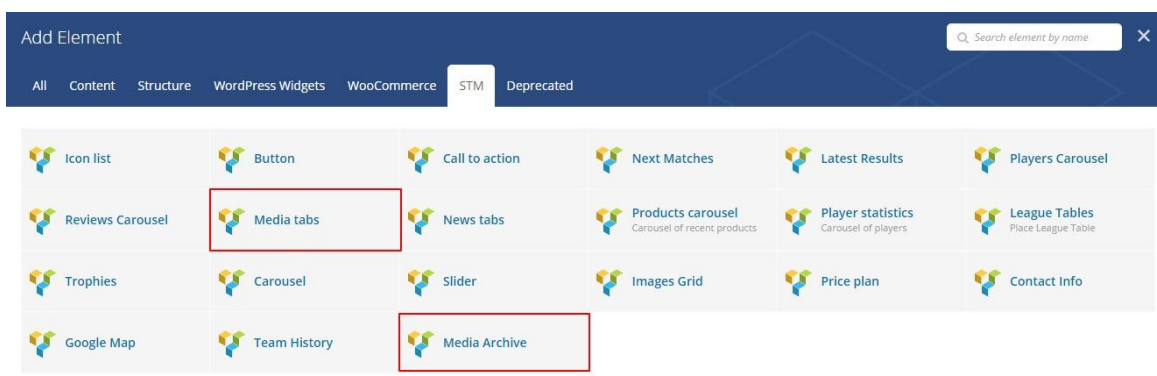 Add Element
Search element by name
All Content Structure WordPress Widgets WooCommerce STM Deprecated
Icon list Button Call to action Next Matches Latest Results Players Carousel
Reviews Carousel Media tabs News tabs Products carousel Player statistics League Tables
Carousel of recent products Carousel of players Place League Table
Trophies Carousel Slider Images Grid Price plan Contact Info
Google Map Team History Media Archive